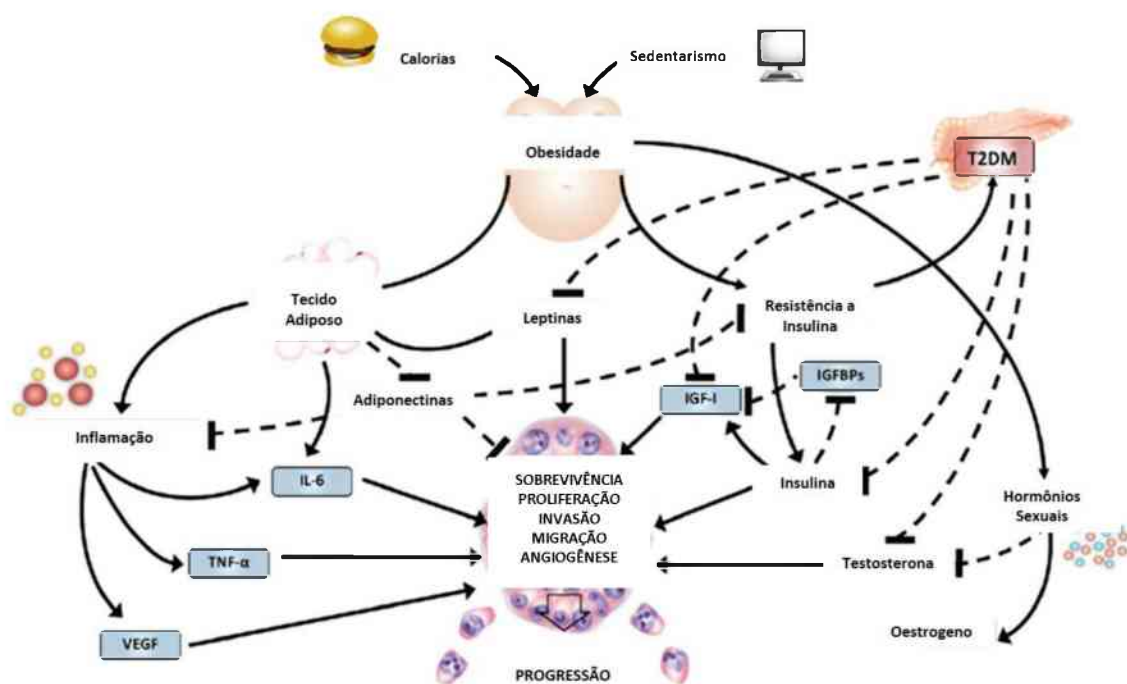 Calorias
Sedentarismo
Obesidade
T2DM
Tecido
Adiposo
Leptinas
Resistência a
Insulina
Adiponectinas
IGF-I
IGFBPs
Inflamação
IL-6
SOBREVIVÊNCIA
PROLIFERAÇÃO
INVASÃO
MIGRAÇÃO
ANGIOGÊNESE
Insulina
Hormônios
Sexuais
TNF-α
Testosterona
VEGF
Oestrogeno
PROGRESSÃO